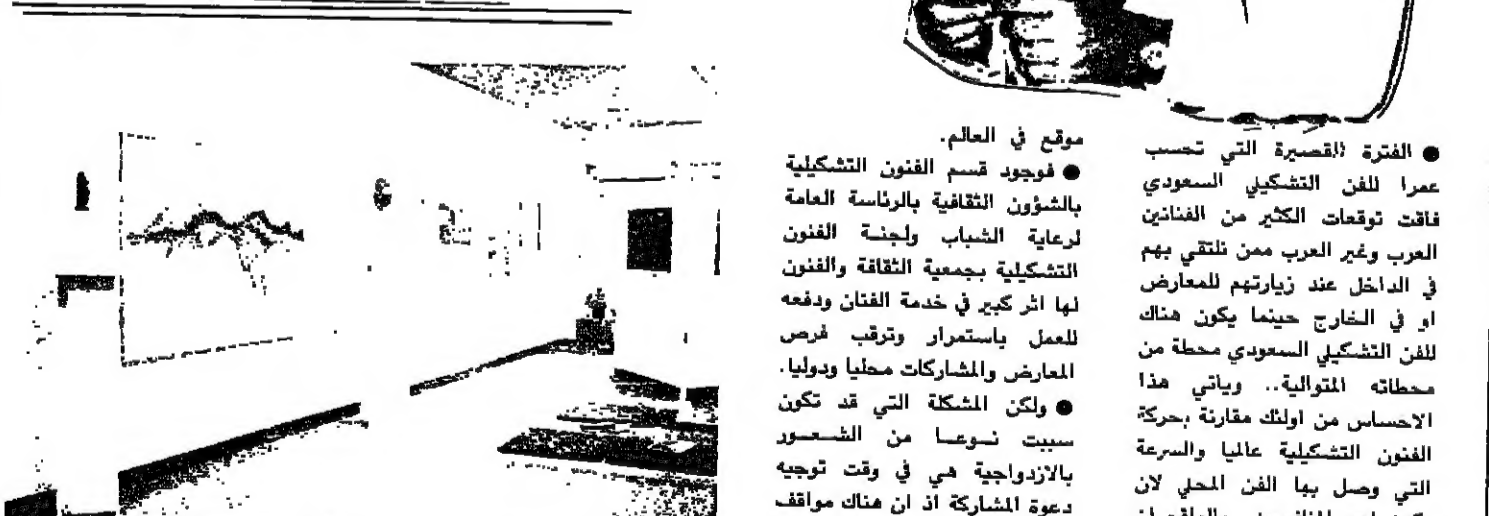 ● الفترة القصيرة التي تحسب
عمرا للفن التشكيلي السعودي
فاقت توقعات الكثير من الفنانين
العرب وغير العرب ممن نلتقي بهم
في الداخل عند زيارتهم للمعارض
او في الخارج حينما يكون هناك
للفن التشكيلي السعودي محطة من
محطاته المتوالية.. وياتي هذا
الاحساس من اولئك مقارنة بحركة
الفنون التشكيلية عالميا والسرعة
التي وصل بها الفن المحلي لان
موقع في العالم.
● فوجود قسم الفنون التشكيلية
بالشؤون الثقافية بالرئاسة العامة
لرعاية الشباب ولجنة الفنون
التشكيلية بجمعية الثقافة والفنون
لها اثر كبير في خدمة الفنان ودفعه
للعمل باستمرار وترقب فرص
المعارض والمشاركات محليا ودوليا.
● ولكن المشكلة التي قد تكون
سببت نوعا من الشعور
بالازدواجية هي في وقت توجيه
دعوة المشاركة اذ ان هناك مواقف